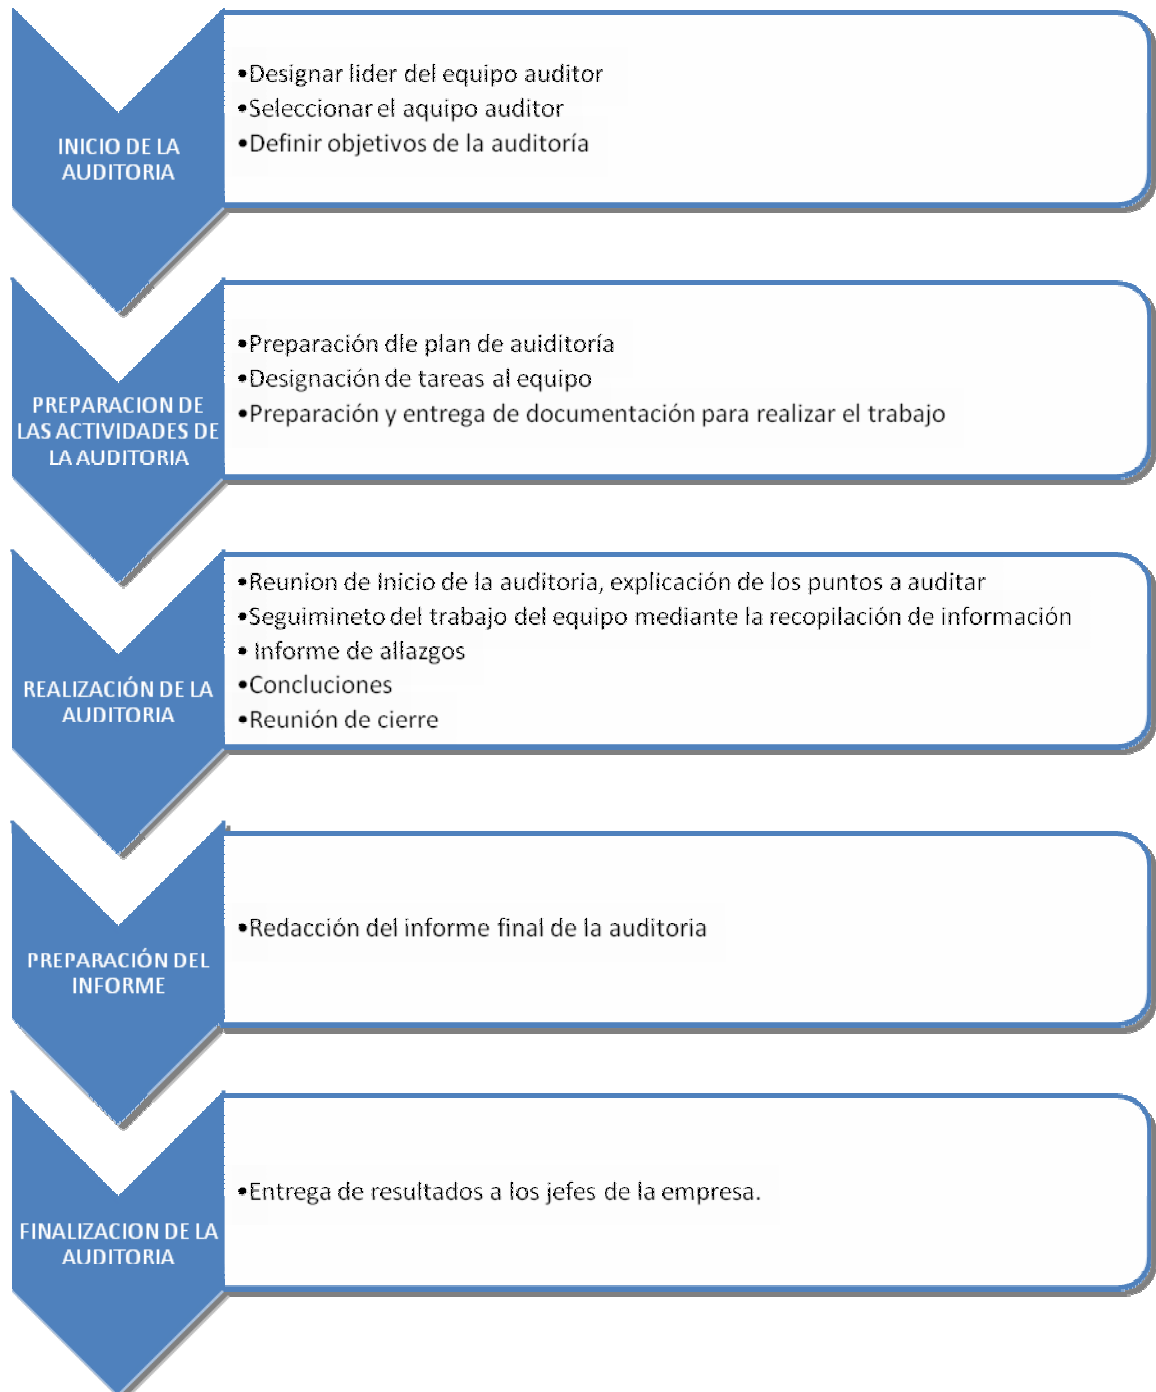 INICIO DE LA
AUDITORIA
•Designar lider del equipo auditor
•Seleccionar el aquipo auditor
•Definir objetivos de la auditoría
PREPARACION DE
LAS ACTIVIDADES DE
LA AUDITORIA
•Preparación dle plan de auiditoría
•Designación de tareas al equipo
•Preparación y entrega de documentación para realizar el trabajo
REALIZACIÓN DE LA
AUDITORIA
•Reunion de Inicio de la auditoria, explicación de los puntos a auditar
•Seguimineto del trabajo del equipo mediante la recopilación de información
• Informe de allazgos
•Concluciones
•Reunión de cierre
PREPARACIÓN DEL
INFORME
•Redacción del informe final de la auditoria
FINALIZACION DE LA
AUDITORIA
•Entrega de resultados a los jefes de la empresa.